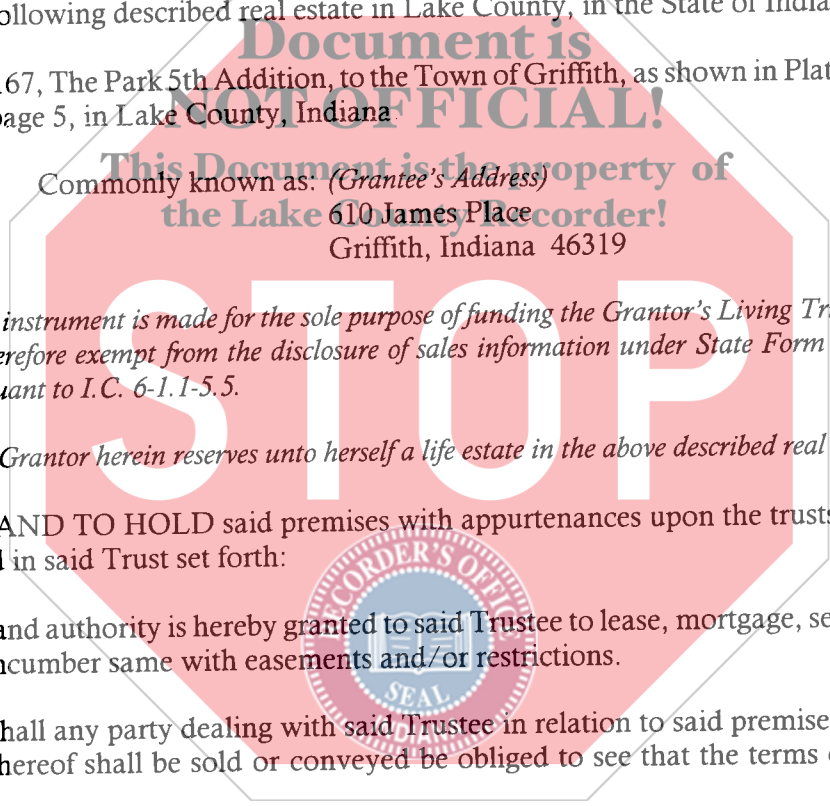 ollowing described real estate in Lake County, in the State of India
Document is
67, The Park 5th Addition, to the Town of Griffith, as shown in Plat
NOT OFFICIAL!
age 5, in Lake County, Indiana
This Document is the property of
Commonly known as: (Grantee's Address)
the Lake County Recorder!
610 James Place
Griffith, Indiana 46319
STOP
instrument is made for the sole purpose of funding the Grantor's Living Tr
erefore exempt from the disclosure of sales information under State Form
uant to I.C. 6-1.1-5.5.
Grantor herein reserves unto herself a life estate in the above described real
AND TO HOLD said premises with appurtenances upon the trusts
in said Trust set forth:
RECORDER'S OFFICE
and authority is hereby granted to said Trustee to lease, mortgage, se
ncumber same with easements and/or restrictions.
SEAL
INDIANA
hall any party dealing with said Trustee in relation to said premise
hereof shall be sold or conveyed be obliged to see that the terms